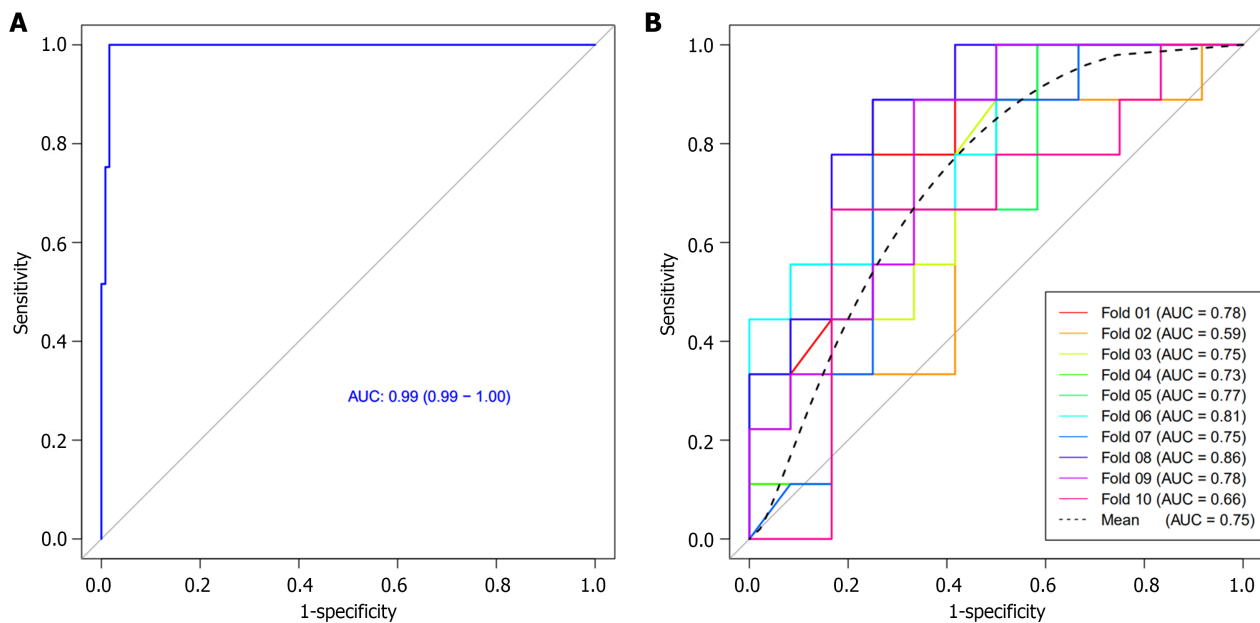 A
1.0
0.8
0.6
0.4
0.2
0.0
Sensitivity
AUC: 0.99 (0.99 − 1.00)
0.0 0.2 0.4 0.6 0.8 1.0
1-specificity
B
1.0
0.8
0.6
0.4
0.2
0.0
Sensitivity
Fold 01 (AUC = 0.78)
Fold 02 (AUC = 0.59)
Fold 03 (AUC = 0.75)
Fold 04 (AUC = 0.73)
Fold 05 (AUC = 0.77)
Fold 06 (AUC = 0.81)
Fold 07 (AUC = 0.75)
Fold 08 (AUC = 0.86)
Fold 09 (AUC = 0.78)
Fold 10 (AUC = 0.66)
Mean (AUC = 0.75)
0.0 0.2 0.4 0.6 0.8 1.0
1-specificity